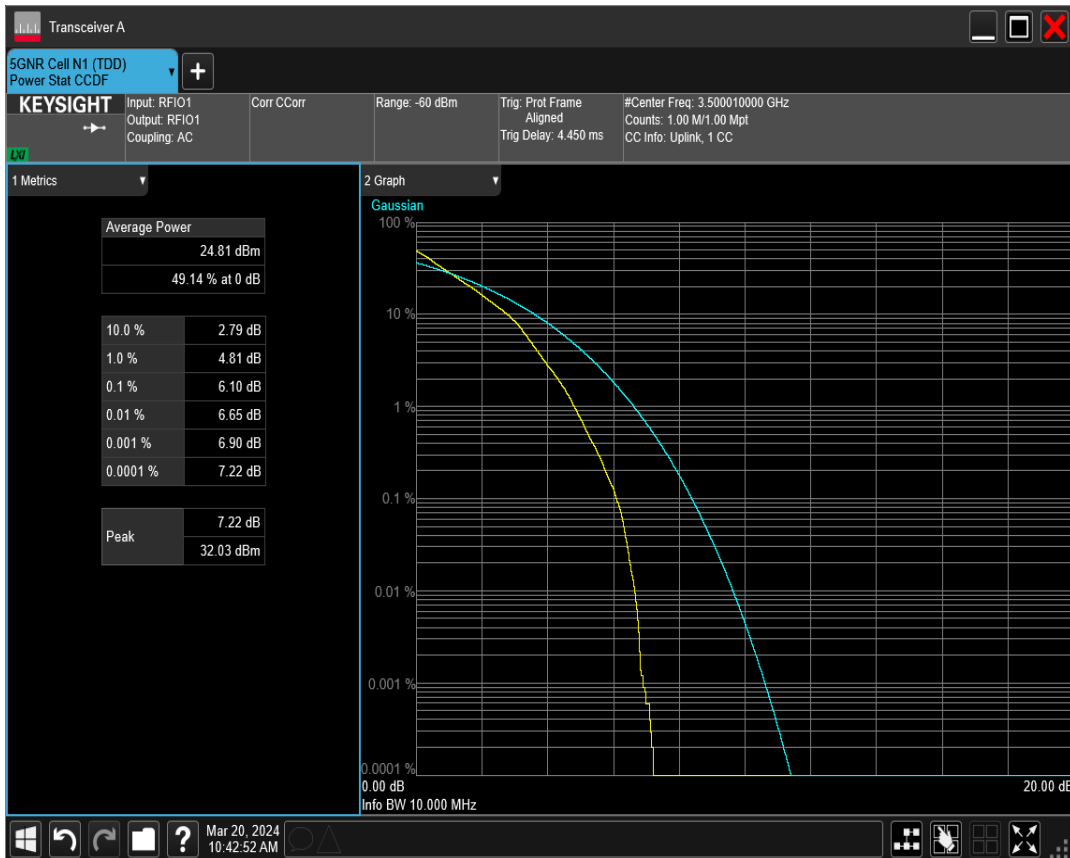 Transceiver A
5GNR Cell N1 (TDD)
Power Stat CCDF
+
KEYSIGHT
LXI
Input: RFIO1
Output: RFIO1
Coupling: AC
Corr CCorr
Range: -60 dBm
Trig: Prot Frame
Aligned
Trig Delay: 4.450 ms
#Center Freq: 3.500010000 GHz
Counts: 1.00 M/1.00 Mpt
CC Info: Uplink, 1 CC
1 Metrics
Average Power
24.81 dBm
49.14 % at 0 dB
10.0 % 2.79 dB
1.0 % 4.81 dB
0.1 % 6.10 dB
0.01 % 6.65 dB
0.001 % 6.90 dB
0.0001 % 7.22 dB
Peak
7.22 dB
32.03 dBm
2 Graph
Gaussian
100 %
10 %
1 %
0.1 %
0.01 %
0.001 %
0.0001 %
0.00 dB
20.00 dB
Info BW 10.000 MHz
?
Mar 20, 2024
10:42:52 AM